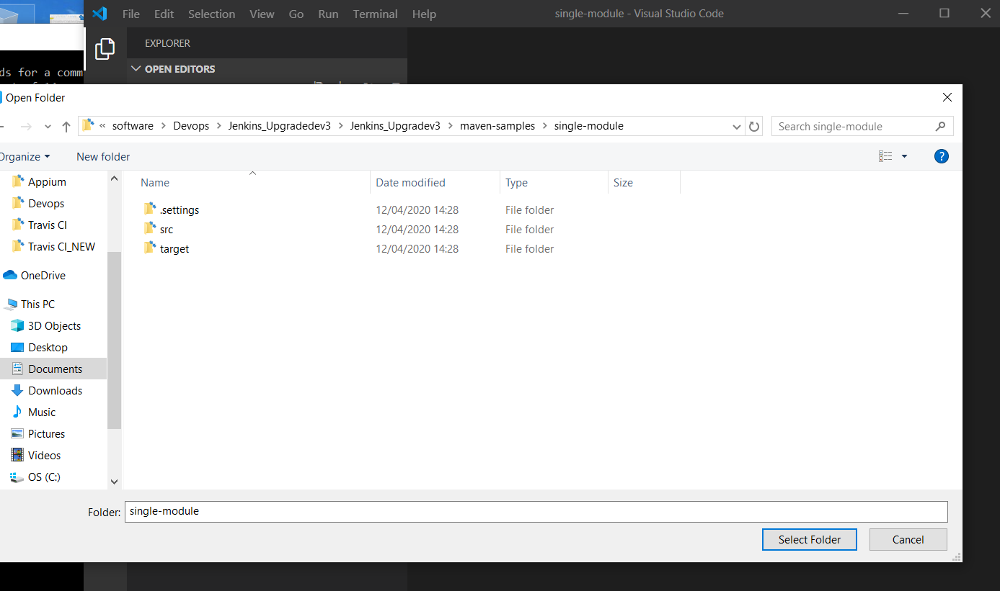 File Edit Selection View Go Run Terminal Help single-module - Visual Studio Code
EXPLORER
OPEN EDITORS
ds for a comm
Open Folder
« software > Devops > Jenkins_Upgradedev3 > Jenkins_Upgradev3 > maven-samples > single-module
Search single-module
Organize New folder
?
Name Date modified Type Size
Appium
Devops
Travis CI
Travis CI_NEW
OneDrive
This PC
3D Objects
Desktop
Documents
Downloads
Music
Pictures
Videos
OS (C:)
.settings 12/04/2020 14:28 File folder
src 12/04/2020 14:28 File folder
target 12/04/2020 14:28 File folder
Folder: single-module
Select Folder Cancel